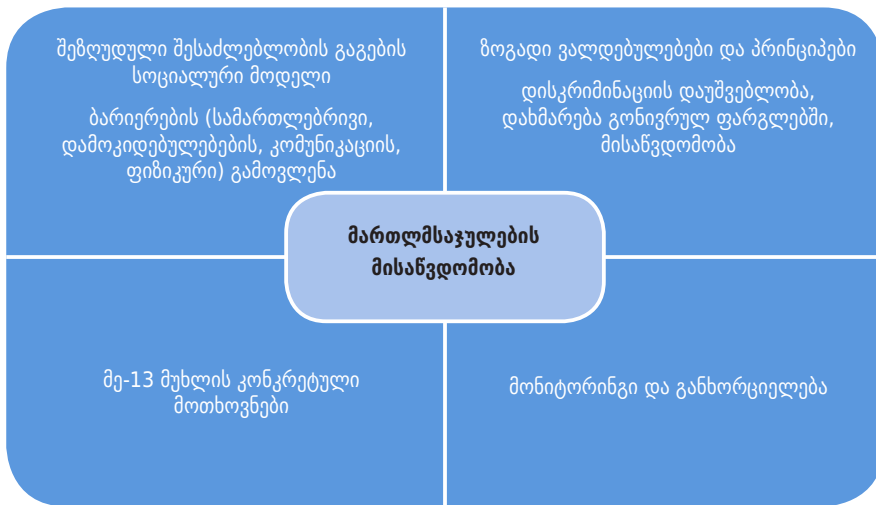 შეზღუდული შესაძლებლობის გაგების
სოციალური მოდელი
ბარიერების (სამართლებრივი,
დამოკიდებულებების, კომუნიკაციის,
ფიზიკური) გამოვლენა
ზოგადი ვალდებულებები და პრინციპები
დისკრიმინაციის დაუშვებლობა,
დახმარება გონივრულ ფარგლებში,
მისაწვდომობა
მართლმსაჯულების
მისაწვდომობა
მე-13 მუხლის კონკრეტული
მოთხოვნები
მონიტორინგი და განხორციელება